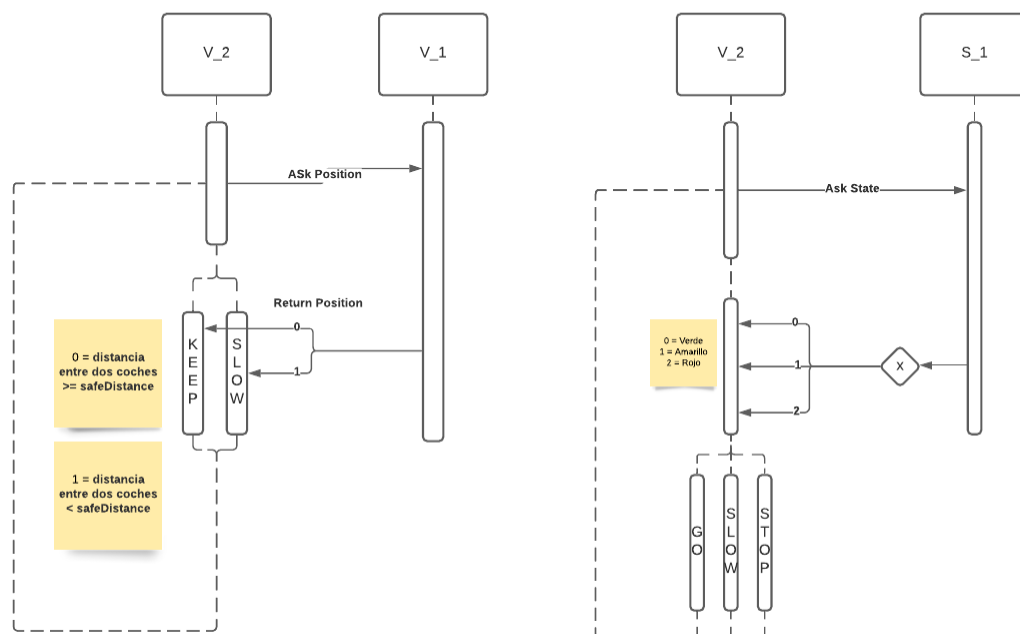 V_2
V_1
ASk Position
Return Position
0
1
K
E
E
P
S
L
O
W
0 = distancia
entre dos coches
>= safeDistance
1 = distancia
entre dos coches
< safeDistance
V_2
S_1
Ask State
0
1
2
X
0 = Verde
1 = Amarillo
2 = Rojo
G
O
S
L
O
W
S
T
O
P